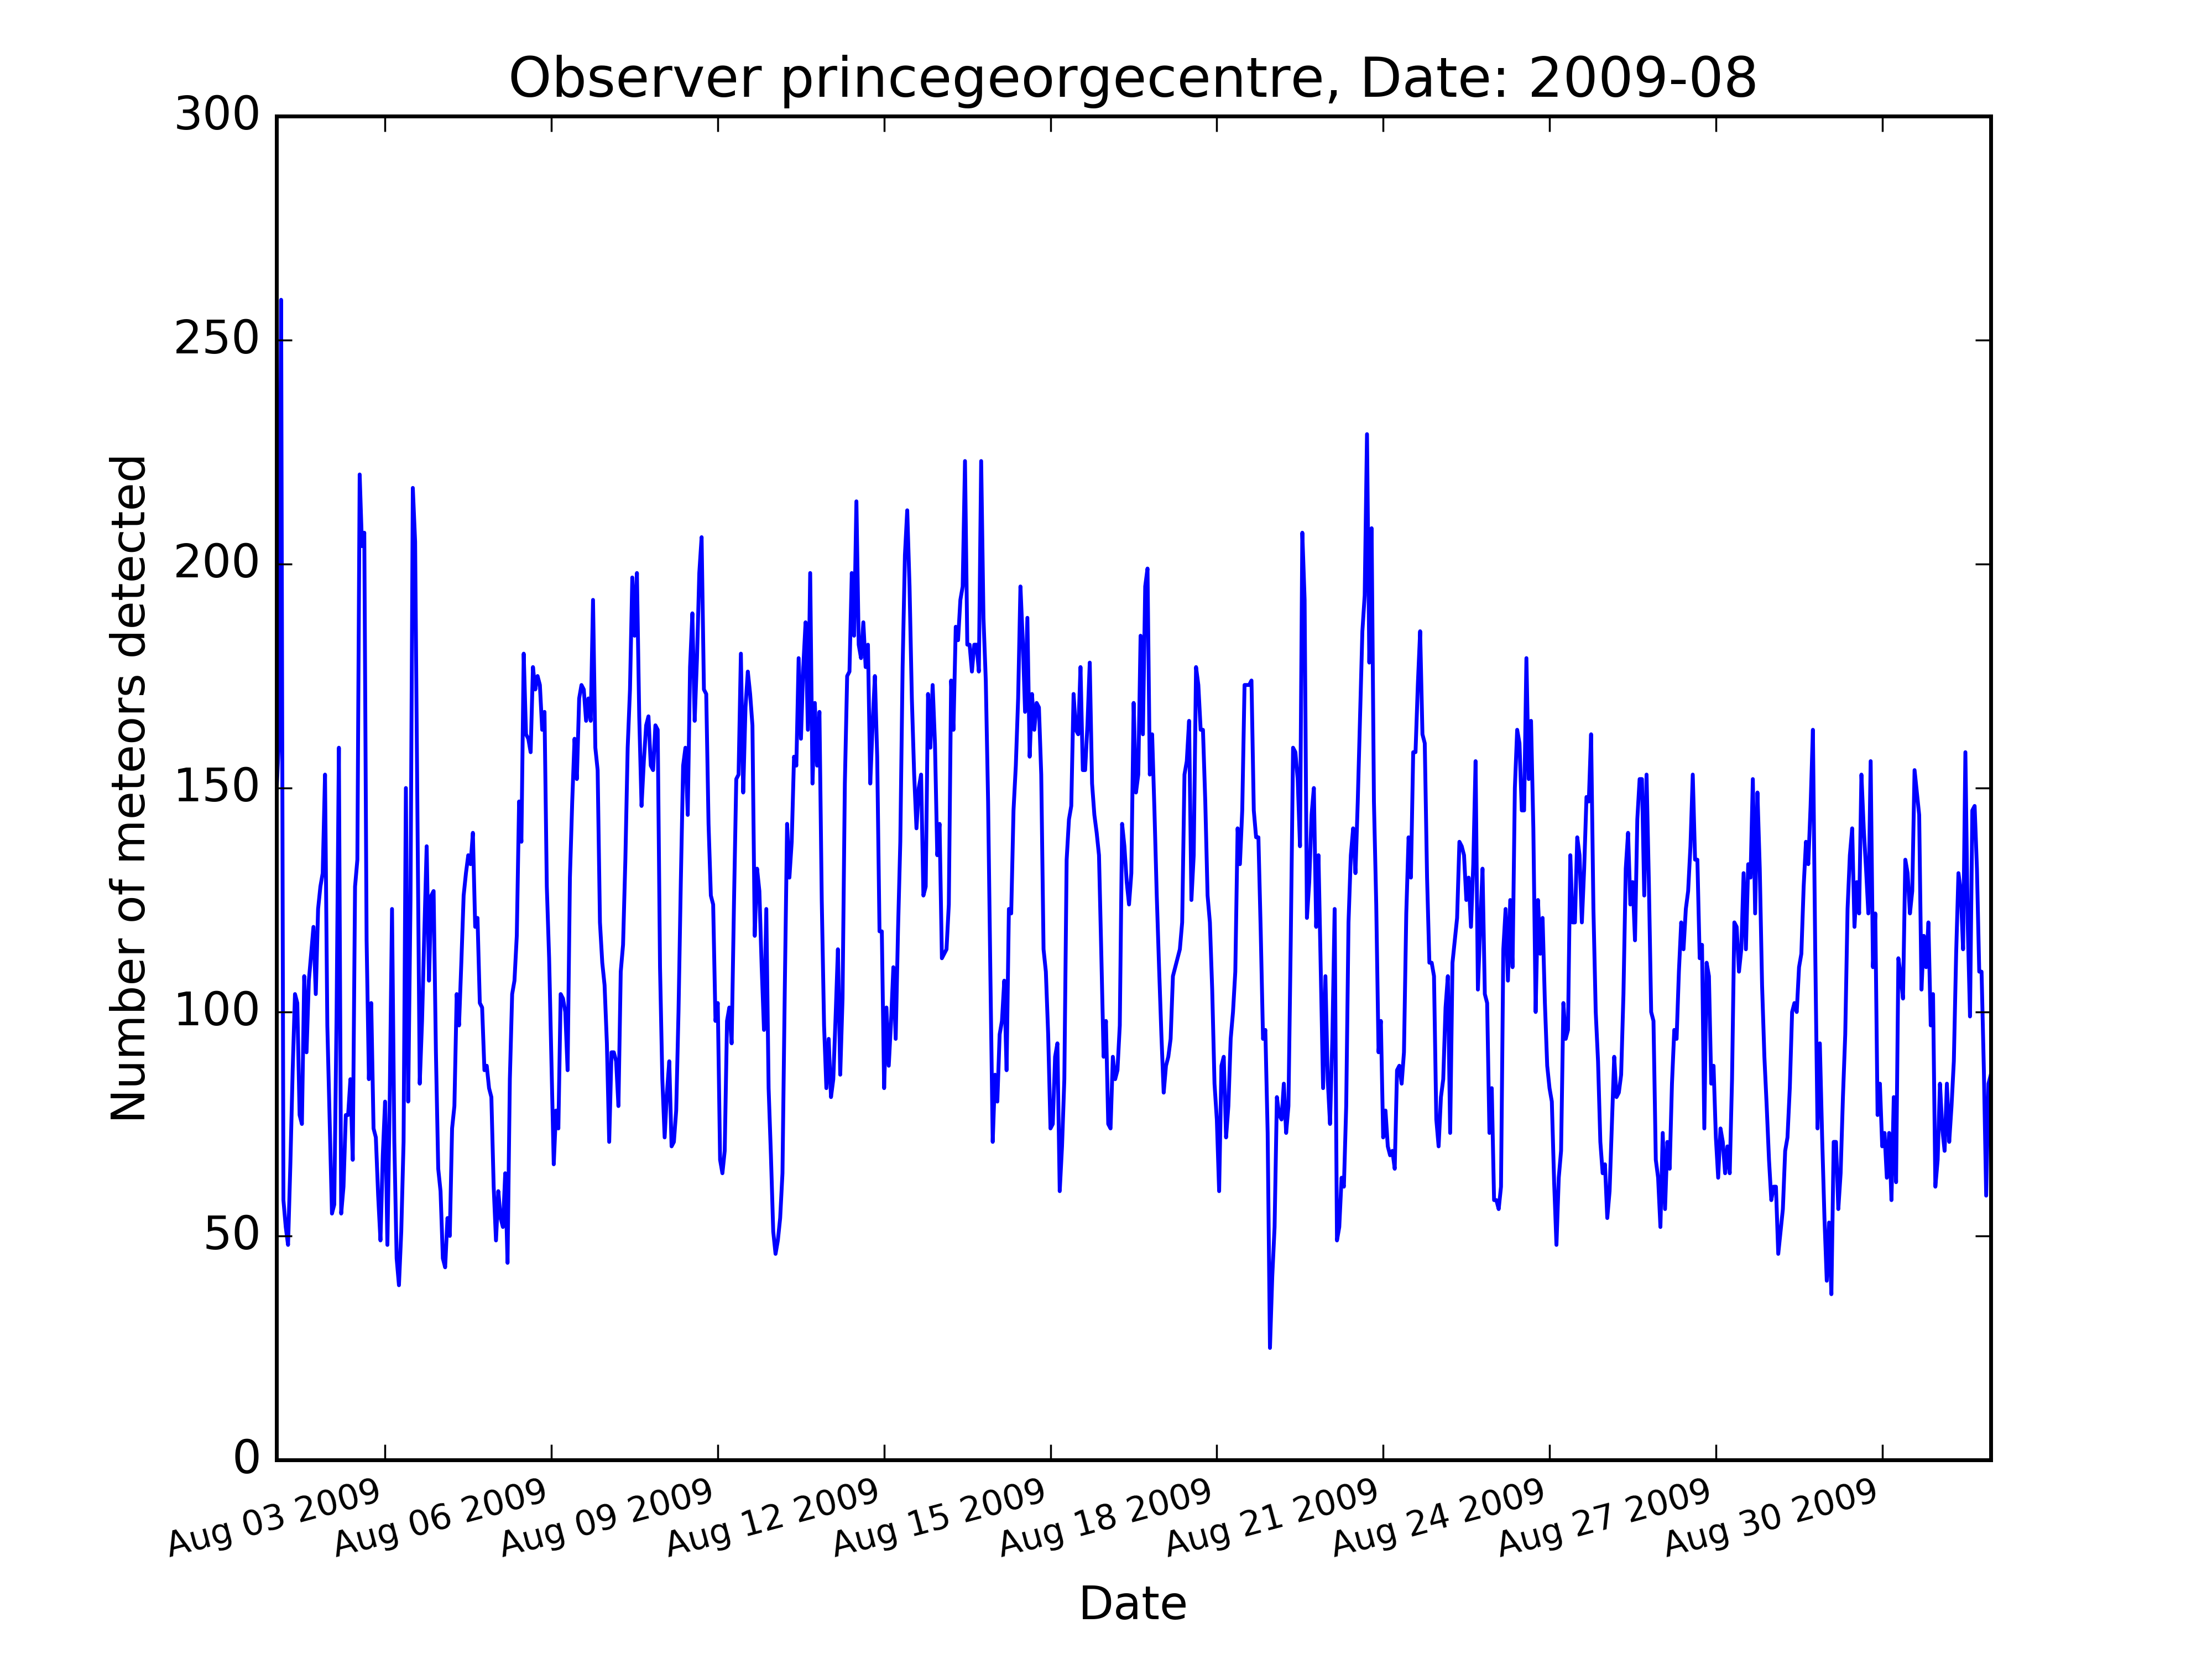 Observer princegeorgecentre, Date: 2009-08
300
250
200
150
100
50
0
Number of meteors detected
Aug 03 2009
Aug 06 2009
Aug 09 2009
Aug 12 2009
Aug 15 2009
Aug 18 2009
Aug 21 2009
Aug 24 2009
Aug 27 2009
Aug 30 2009
Date